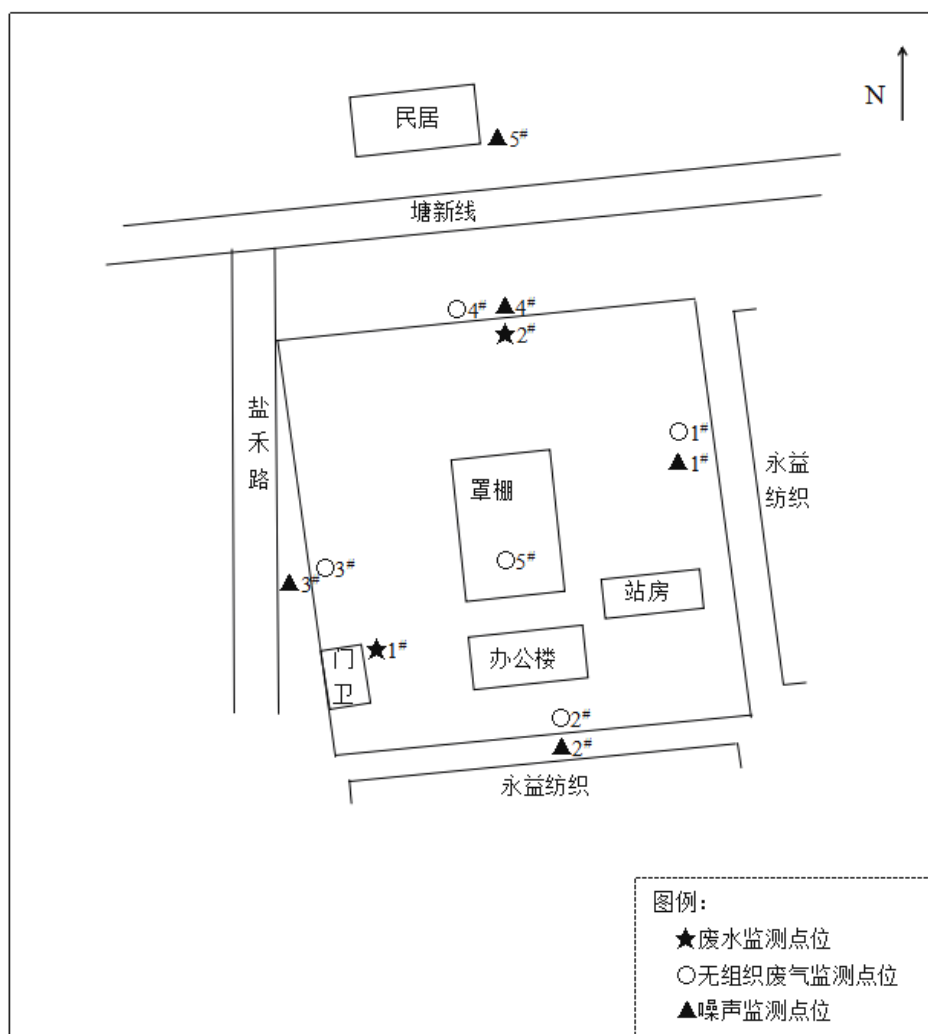 N
民居
5#
塘新线
4#
4#
2#
盐禾路
1#
1#
永益纺织
罩棚
5#
3#
3#
站房
1#
门卫
办公楼
2#
2#
永益纺织
图例：
废水监测点位
无组织废气监测点位
噪声监测点位